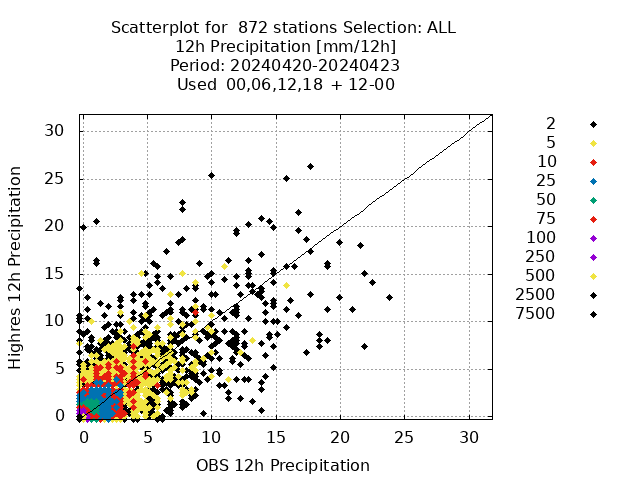 Scatterplot for  872 stations Selection: ALL
12h Precipitation [mm/12h]
Period: 20240420-20240423
Used  00,06,12,18  + 12-00
Highres 12h Precipitation
30
25
20
15
10
5
0
0 5 10 15 20 25 30
OBS 12h Precipitation
2
5
10
25
50
75
100
250
500
2500
7500